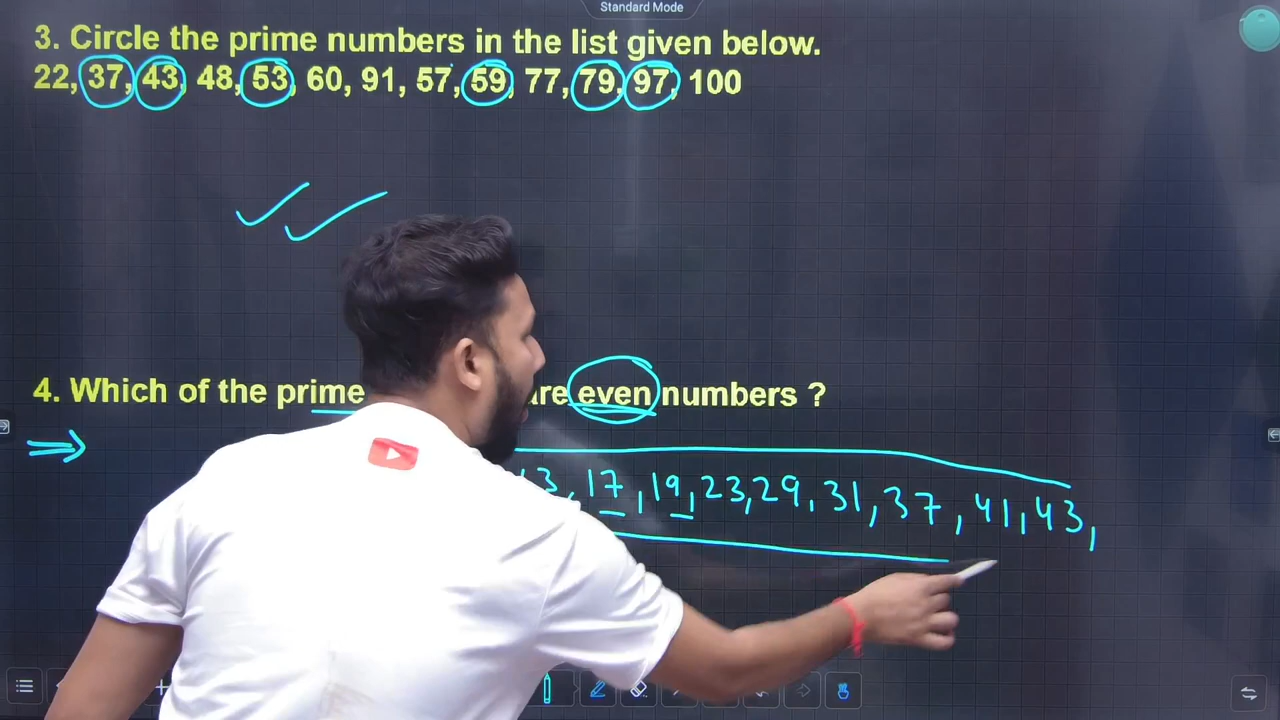 Standard Mode
3. Circle the prime numbers in the list given below.
22, 37, 43, 48, 53, 60, 91, 57, 59, 77, 79, 97, 100
4. Which of the prime are even numbers ?
⇒ 13, 17, 19, 23, 29, 31, 37, 41, 43,